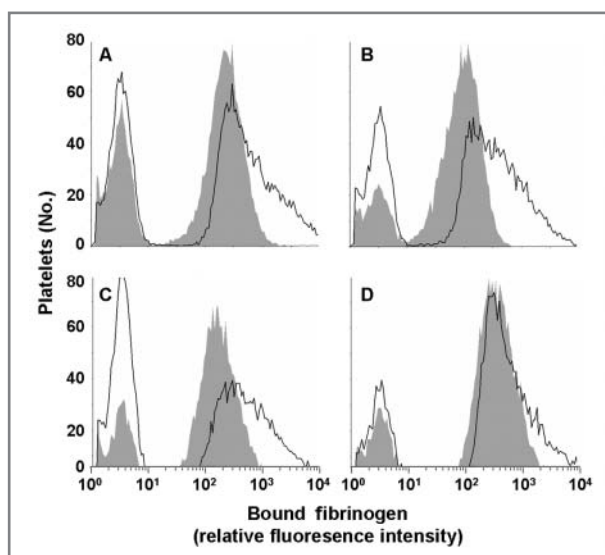 A
B
80
60
40
20
0
C
D
80
60
40
20
0
Platelets (No.)
10⁰ 10¹ 10² 10³ 10⁴ 10⁰ 10¹ 10² 10³ 10⁴
Bound fibrinogen
(relative fluoresence intensity)